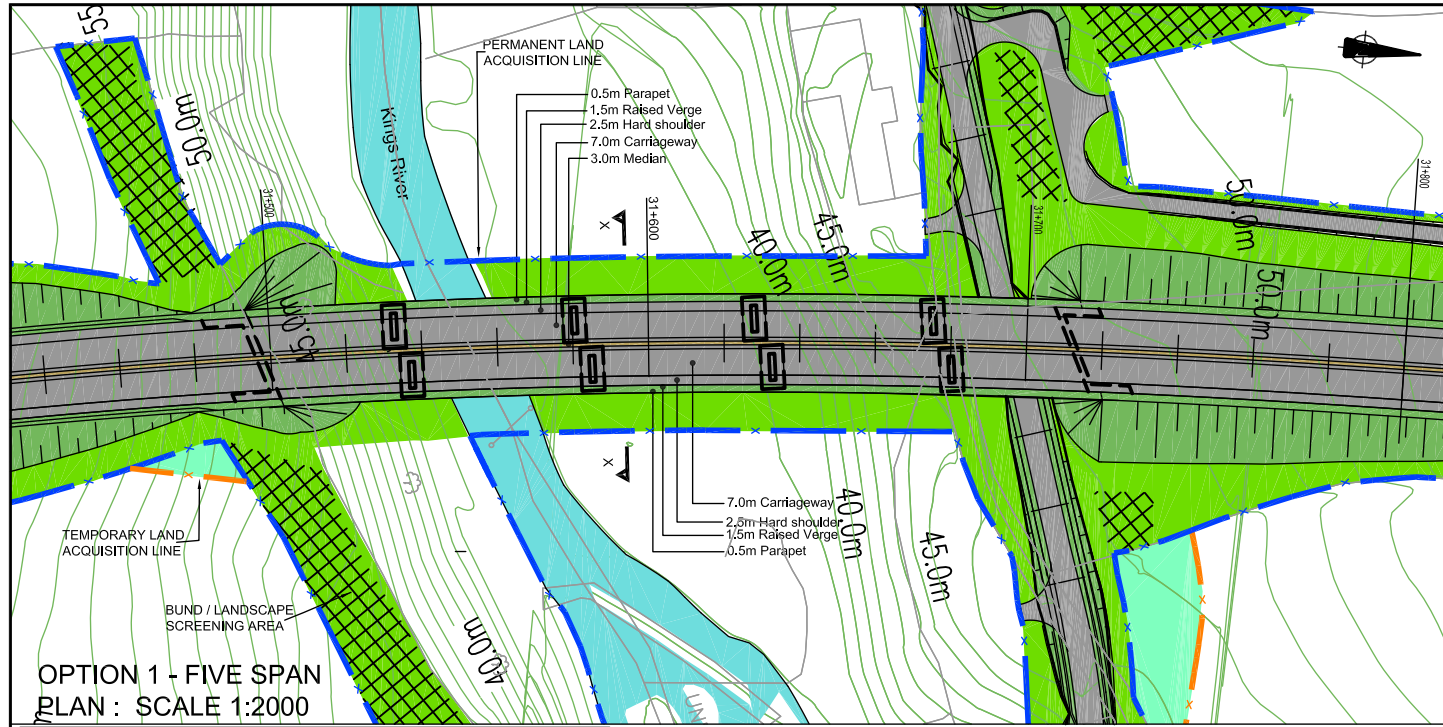 55
50.0m
Kings River
PERMANENT LAND
ACQUISITION LINE
0.5m Parapet
1.5m Raised Verge
2.5m Hard shoulder
7.0m Carriageway
3.0m Median
31+500
X
31+600
40.0m
45.0m
31+700
50.0m
31+800
50.0m
45.0m
X
7.0m Carriageway
2.5m Hard shoulder
1.5m Raised Verge
0.5m Parapet
40.0m
45.0m
TEMPORARY LAND
ACQUISITION LINE
BUND / LANDSCAPE
SCREENING AREA
40.0m
UN
OPTION 1 - FIVE SPAN
PLAN : SCALE 1:2000